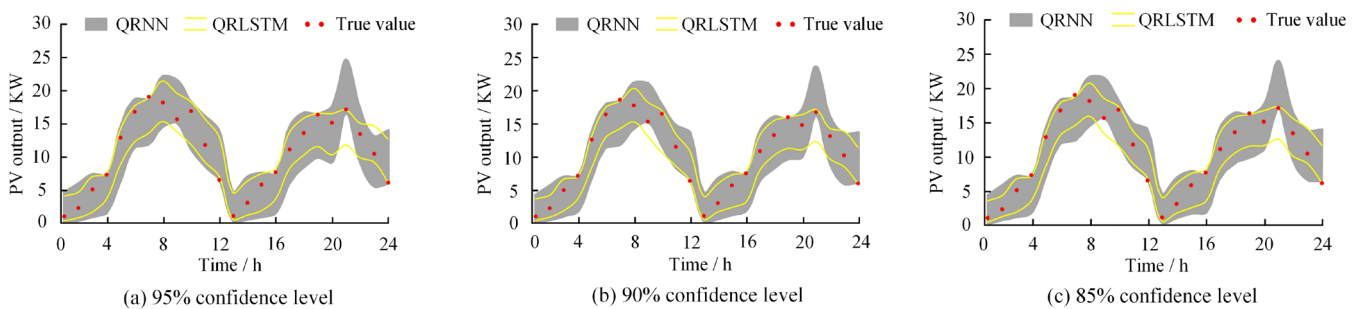 QRNN QRLSTM True value
PV output / KW
30
25
20
15
10
5
0
0 4 8 12 16 20 24
Time / h
(a) 95% confidence level
QRNN QRLSTM True value
PV output / KW
30
25
20
15
10
5
0
0 4 8 12 16 20 24
Time / h
(b) 90% confidence level
QRNN QRLSTM True value
PV output / KW
30
25
20
15
10
5
0
0 4 8 12 16 20 24
Time / h
(c) 85% confidence level